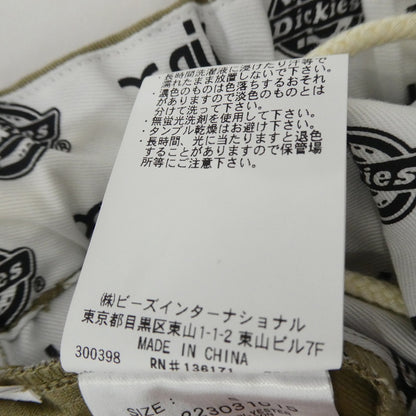 Dickies
・長時間洗濯液に浸けたり汗等で
濡れたまま放置しないで下さい。
・濃色のものは色落ちするおそれ
がありますので淡色のものとは
分けて洗って下さい。
・無蛍光洗剤を使用して下さい。
・タンブル乾燥はお避け下さい。
・長時間、光に当たりますと退色
することがありますので保管場
所等にご注意下さい。
㈱ビーズインターナショナル
東京都目黒区東山1-1-2 東山ビル7F
300398
MADE IN CHINA
RN#136171
SIZE: